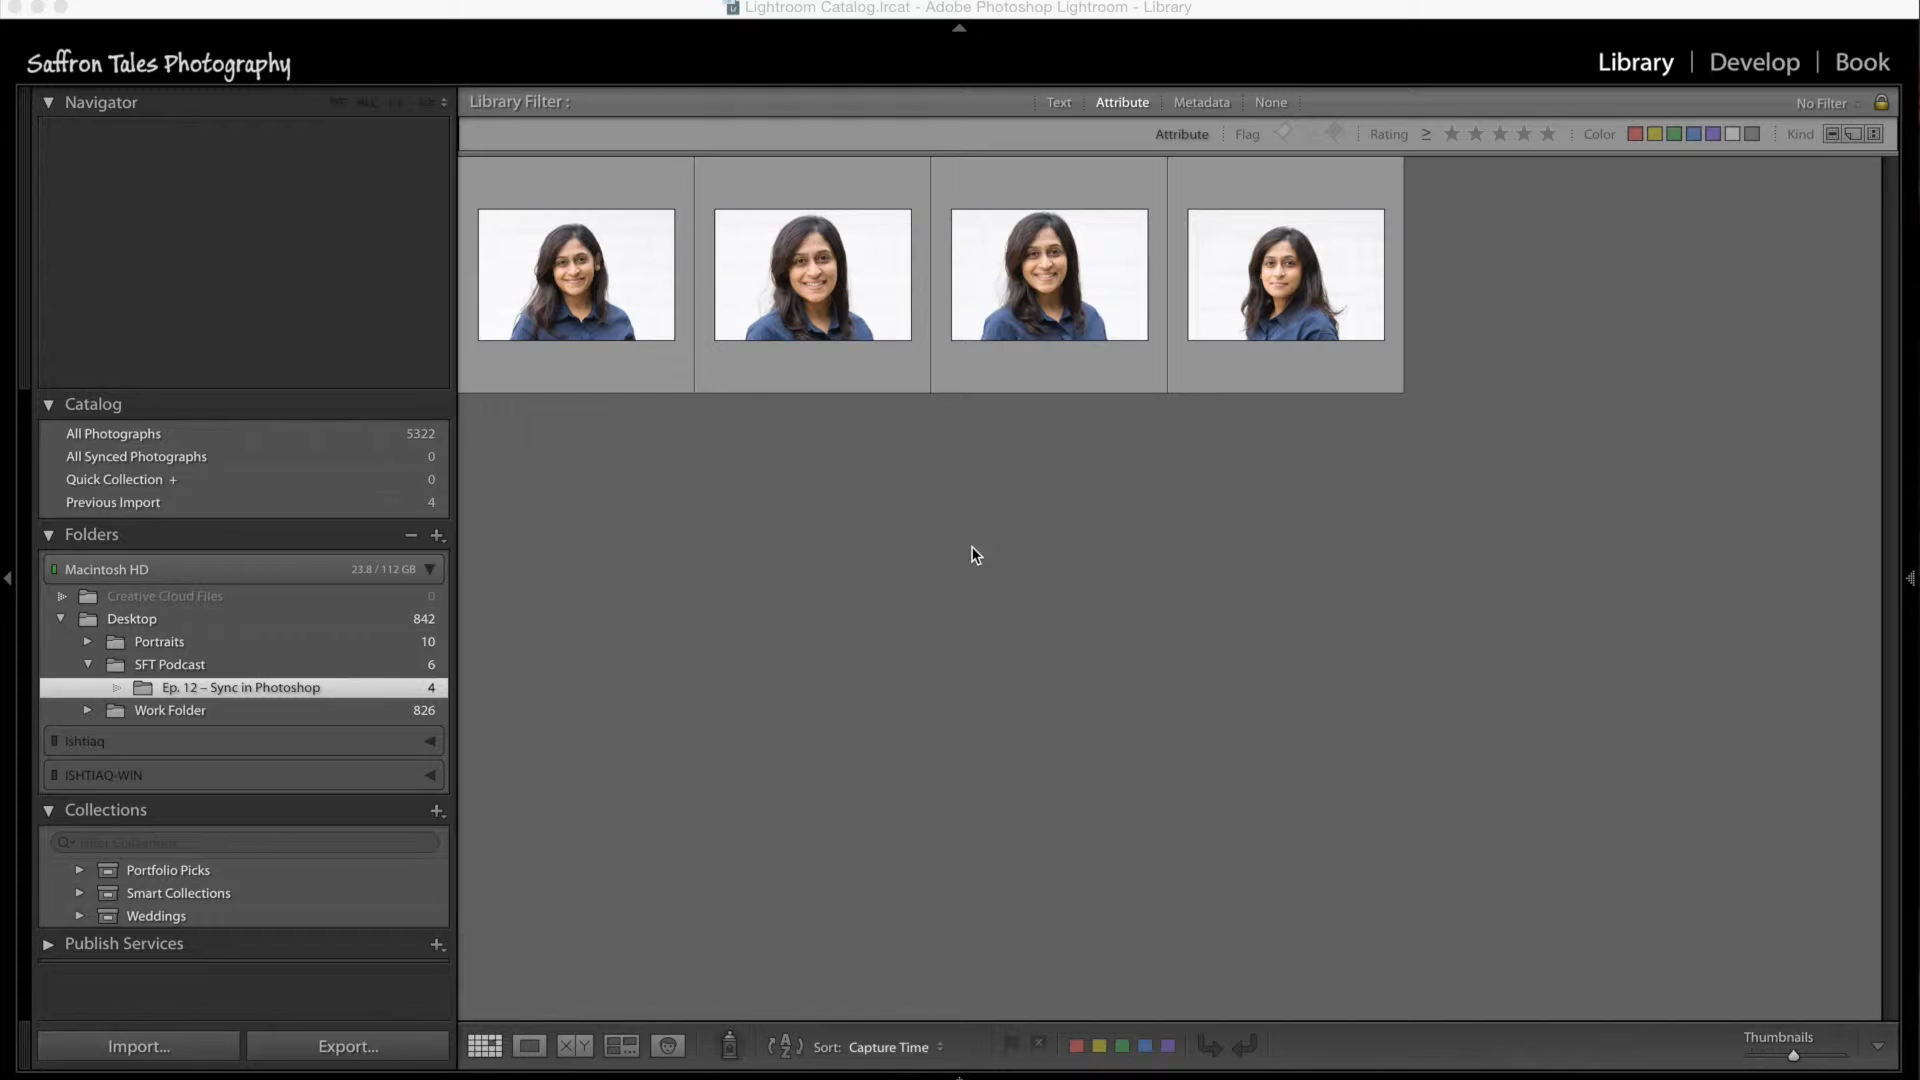 Lightroom Catalog.lrcat - Adobe Photoshop Lightroom - Library
Saffron Tales Photography
Library | Develop | Book
Navigator
Library Filter :
Text
Attribute
Metadata
None
No Filter
Attribute
Flag
Rating ≥
Color
Kind
Catalog
All Photographs 5322
All Synced Photographs 0
Quick Collection + 0
Previous Import 4
Folders
Macintosh HD 23.8 / 112 GB
Creative Cloud Files 0
Desktop 842
Portraits 10
SFT Podcast 6
Ep. 12 – Sync in Photoshop 4
Work Folder 826
Ishtiaq
ISHTIAQ-WIN
Collections
Portfolio Picks
Smart Collections
Weddings
Publish Services
Import...
Export...
X Y
Sort: Capture Time
Thumbnails